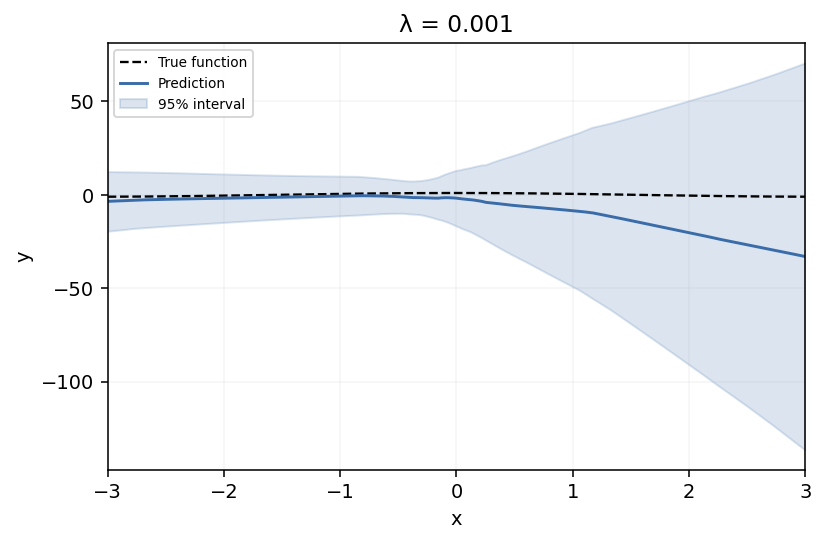 λ = 0.001
True function
Prediction
95% interval
y
50
0
−50
−100
−3
−2
−1
0
1
2
3
x